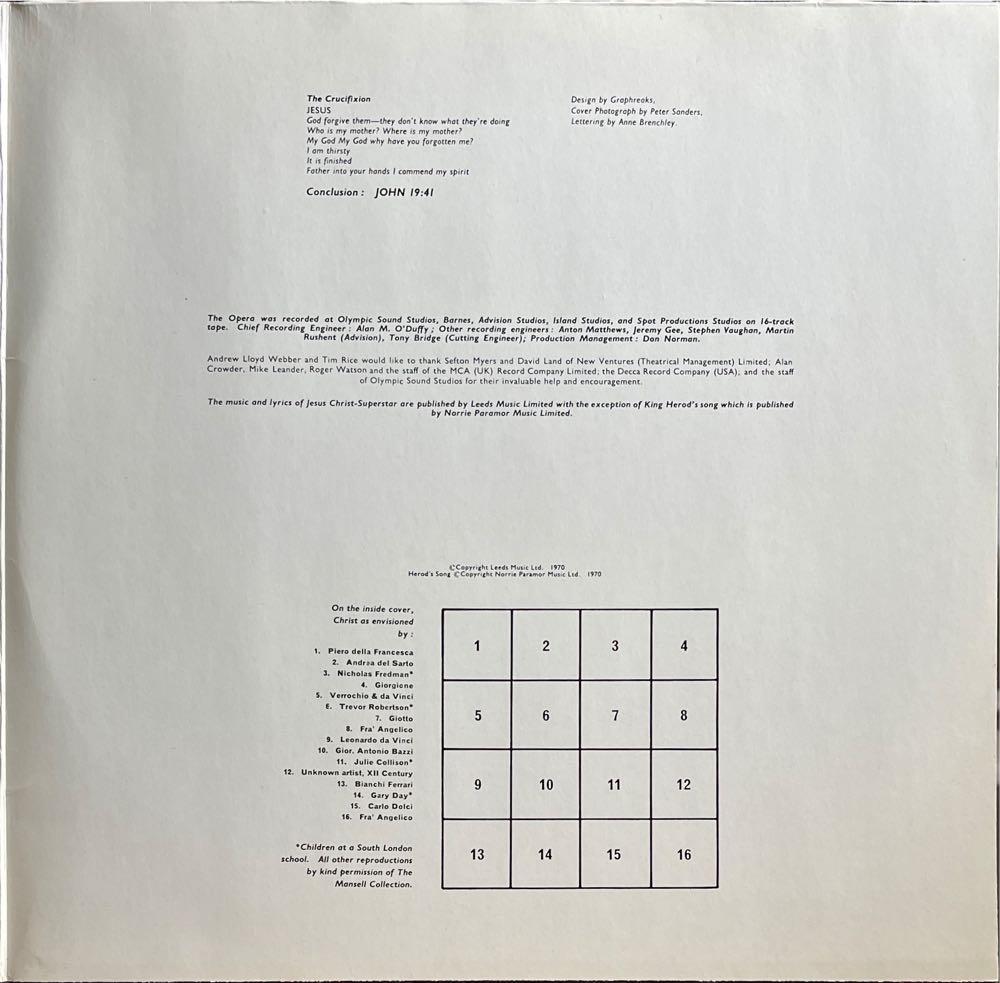 The Crucifixion
JESUS
God forgive them—they don't know what they're doing
Who is my mother? Where is my mother?
My God My God why have you forgotten me?
I am thirsty
It is finished
Father into your hands I commend my spirit
Conclusion : JOHN 19:41
Design by Graphreaks,
Cover Photograph by Peter Sanders,
Lettering by Anne Brenchley.
The Opera was recorded at Olympic Sound Studios, Barnes, Advision Studios, Island Studios, and Spot Productions Studios on 16-track
tape. Chief Recording Engineer : Alan M. O'Duffy ; Other recording engineers : Anton Matthews, Jeremy Gee, Stephen Vaughan, Martin
Rushent (Advision), Tony Bridge (Cutting Engineer); Production Management : Don Norman.
Andrew Lloyd Webber and Tim Rice would like to thank Sefton Myers and David Land of New Ventures (Theatrical Management) Limited; Alan
Crowder, Mike Leander, Roger Watson and the staff of the MCA (UK) Record Company Limited; the Decca Record Company (USA); and the staff
of Olympic Sound Studios for their invaluable help and encouragement.
The music and lyrics of Jesus Christ-Superstar are published by Leeds Music Limited with the exception of King Herod's song which is published
by Norrie Paramor Music Limited.
©Copyright Leeds Music Ltd. 1970
Herod's Song ©Copyright Norrie Paramor Music Ltd. 1970
On the inside cover,
Christ as envisioned
by :
1. Piero della Francesca
2. Andrea del Sarto
3. Nicholas Fredman*
4. Giorgione
5. Verrochio & da Vinci
6. Trevor Robertson*
7. Giotto
8. Fra' Angelico
9. Leonardo da Vinci
10. Gior. Antonio Bazzi
11. Julie Collison*
12. Unknown artist, XII Century
13. Bianchi Ferrari
14. Gary Day*
15. Carlo Dolci
16. Fra' Angelico
*Children at a South London
school. All other reproductions
by kind permission of The
Mansell Collection.
1 2 3 4
5 6 7 8
9 10 11 12
13 14 15 16